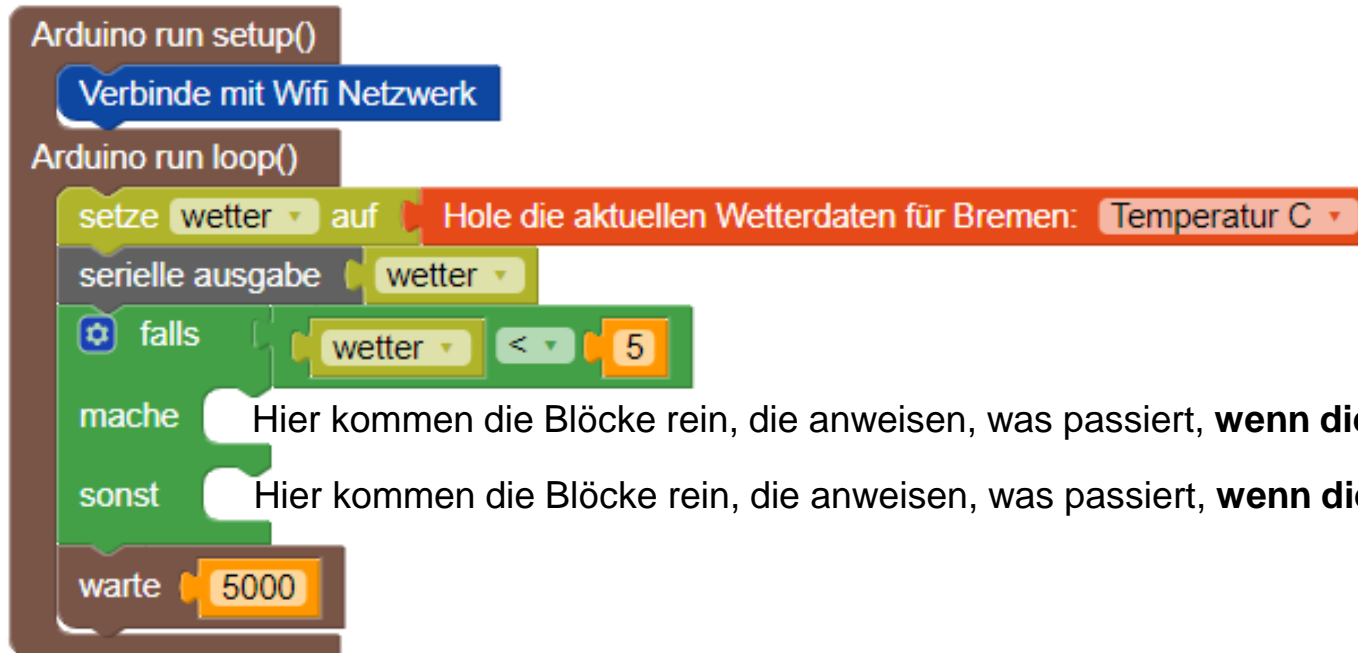 Arduino run setup()
Verbinde mit Wifi Netzwerk
Arduino run loop()
setze wetter auf Hole die aktuellen Wetterdaten für Bremen: Temperatur C
serielle ausgabe wetter
falls wetter < 5
mache Hier kommen die Blöcke rein, die anweisen, was passiert, wenn die
sonst Hier kommen die Blöcke rein, die anweisen, was passiert, wenn die
warte 5000